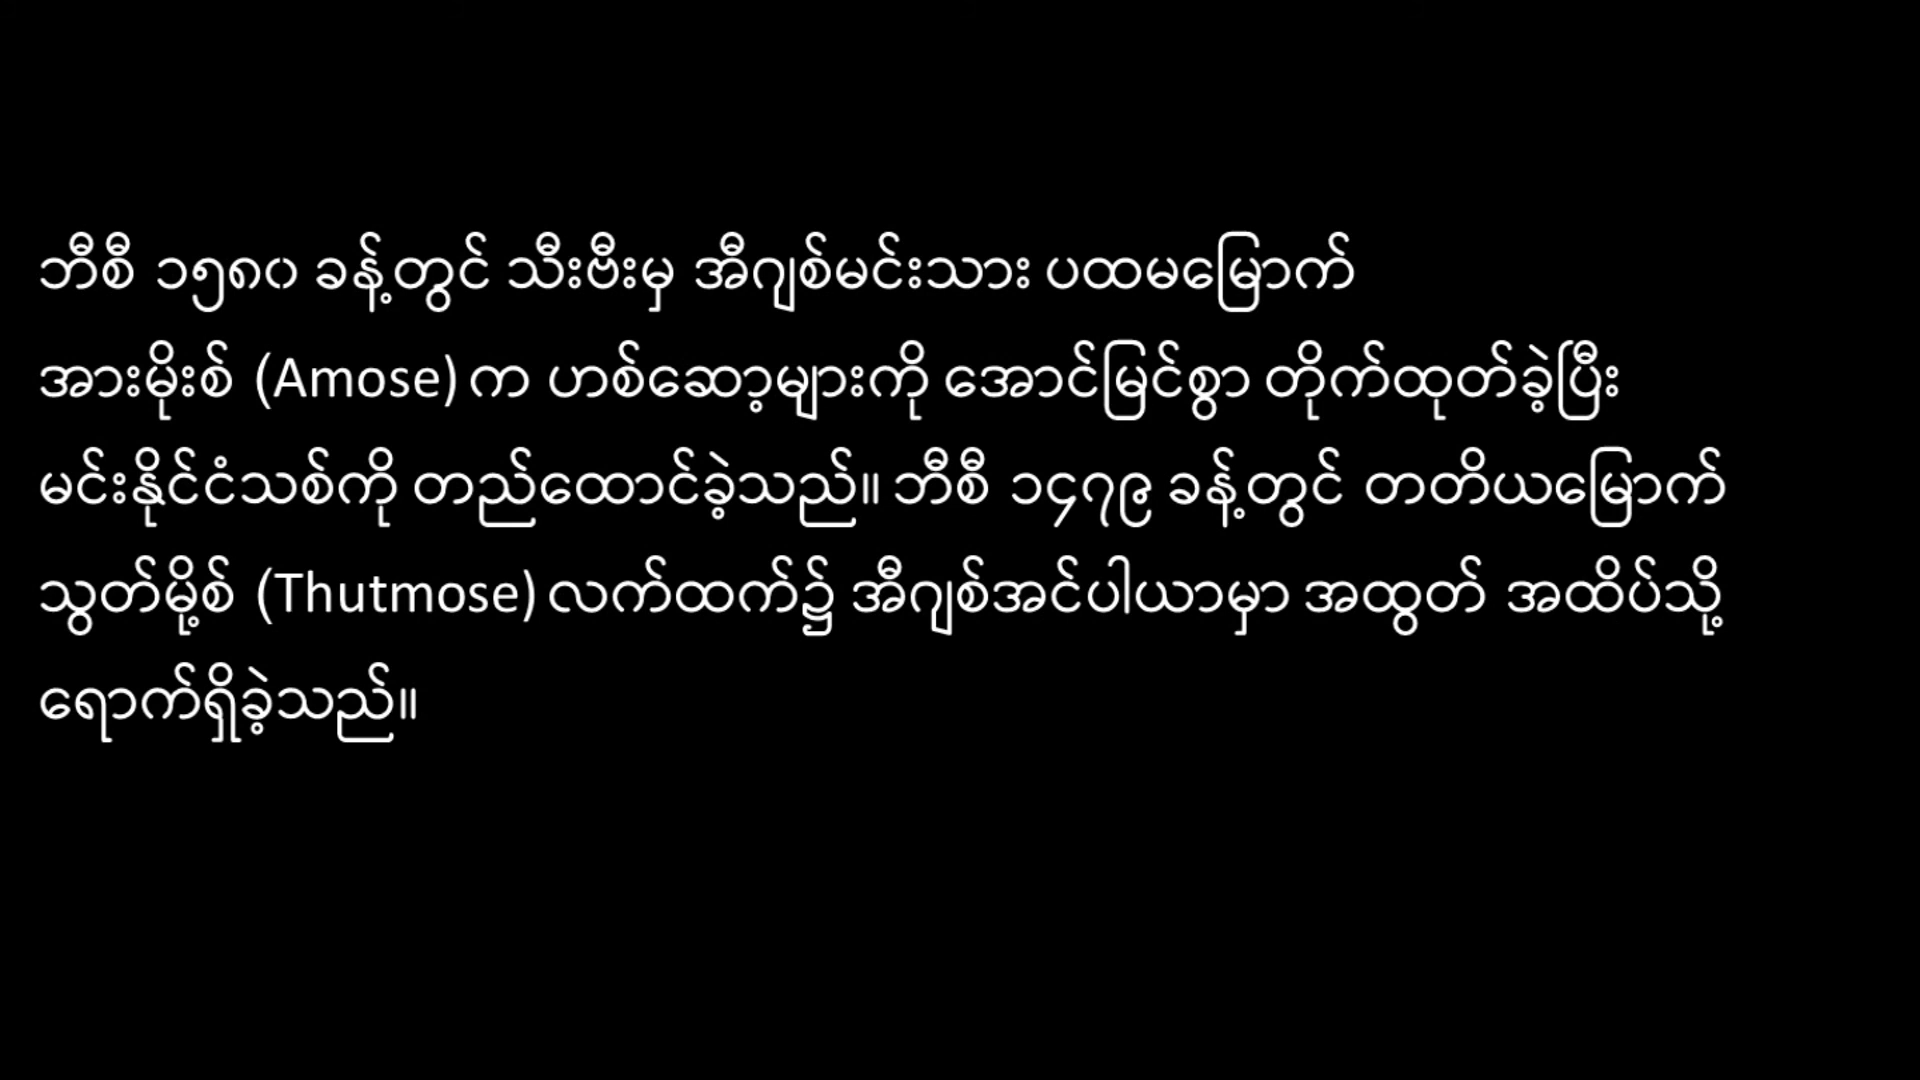 ဘီစီ ၁၅၈၀ ခန့်တွင် သီးဗီးမှ အီဂျစ်မင်းသား ပထမမြောက်
အားမိုးစ် (Amose) က ဟစ်ဆော့များကို အောင်မြင်စွာ တိုက်ထုတ်ခဲ့ပြီး
မင်းနိုင်ငံသစ်ကို တည်ထောင်ခဲ့သည်။ ဘီစီ ၁၄၇၉ ခန့်တွင် တတိယမြောက်
သွတ်မို့စ် (Thutmose) လက်ထက်၌ အီဂျစ်အင်ပါယာမှာ အထွတ် အထိပ်သို့
ရောက်ရှိခဲ့သည်။